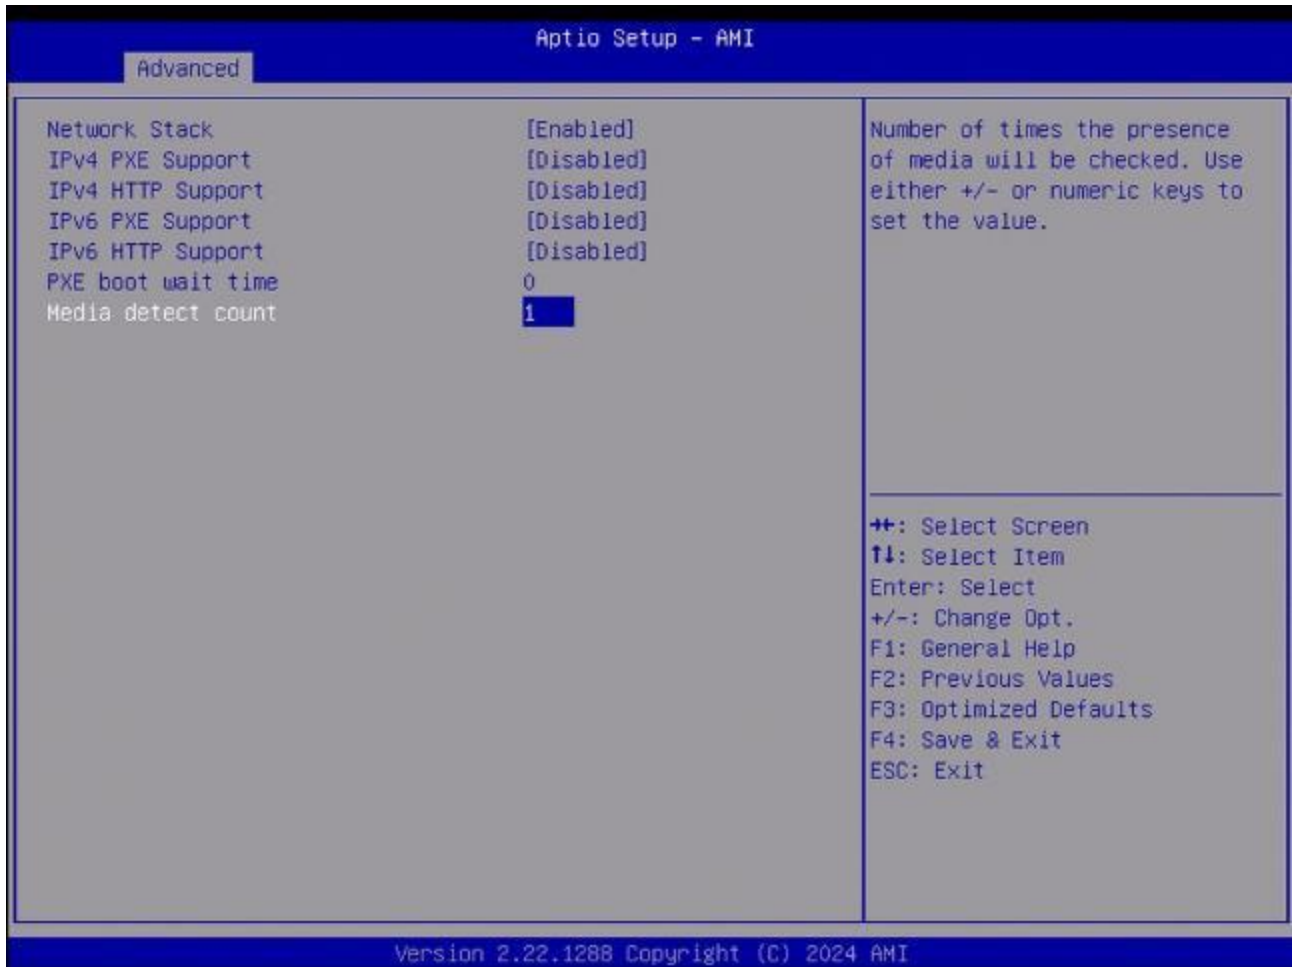 Aptio Setup – AMI
Advanced
Network Stack [Enabled]
IPv4 PXE Support [Disabled]
IPv4 HTTP Support [Disabled]
IPv6 PXE Support [Disabled]
IPv6 HTTP Support [Disabled]
PXE boot wait time 0
Media detect count 1
Number of times the presence
of media will be checked. Use
either +/- or numeric keys to
set the value.
→←: Select Screen
↑↓: Select Item
Enter: Select
+/-: Change Opt.
F1: General Help
F2: Previous Values
F3: Optimized Defaults
F4: Save & Exit
ESC: Exit
Version 2.22.1288 Copyright (C) 2024 AMI